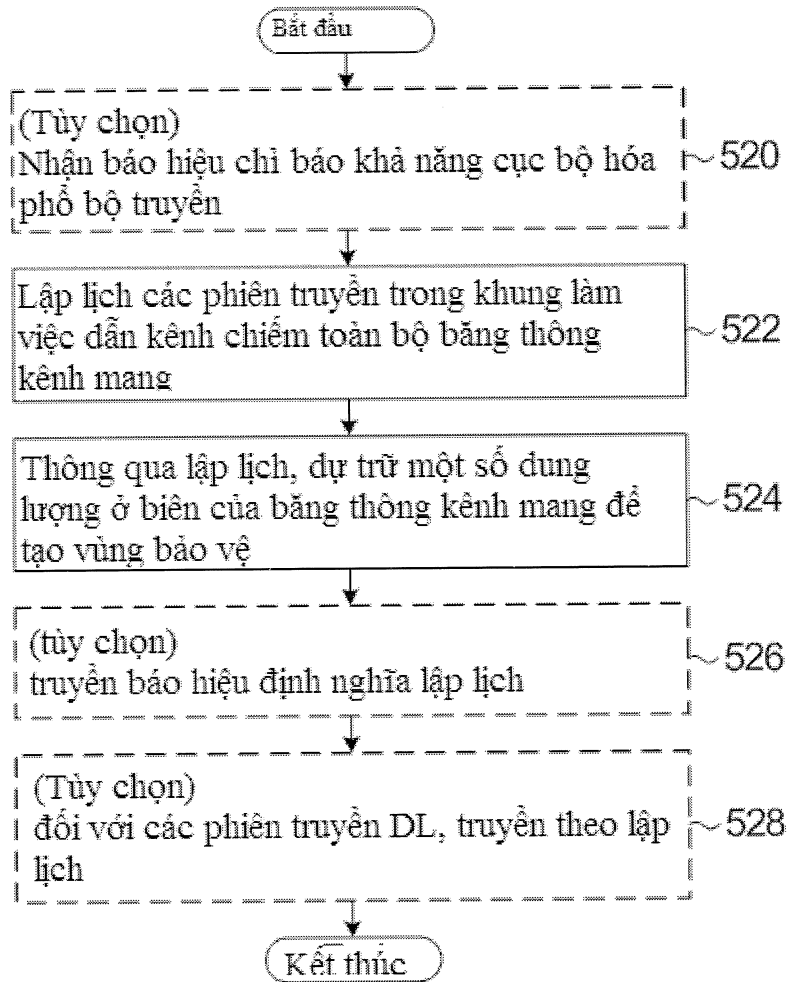 Bắt đầu
(Tùy chọn)
Nhận báo hiệu chỉ báo khả năng cục bộ hóa
phổ bộ truyền
520
Lập lịch các phiên truyền trong khung làm
việc dẫn kênh chiếm toàn bộ băng thông
kênh mang
522
Thông qua lập lịch, dự trữ một số dung
lượng ở biên của băng thông kênh mang để
tạo vùng bảo vệ
524
(tùy chọn)
truyền báo hiệu định nghĩa lập lịch
526
(Tùy chọn)
đối với các phiên truyền DL, truyền theo lập
lịch
528
Kết thúc